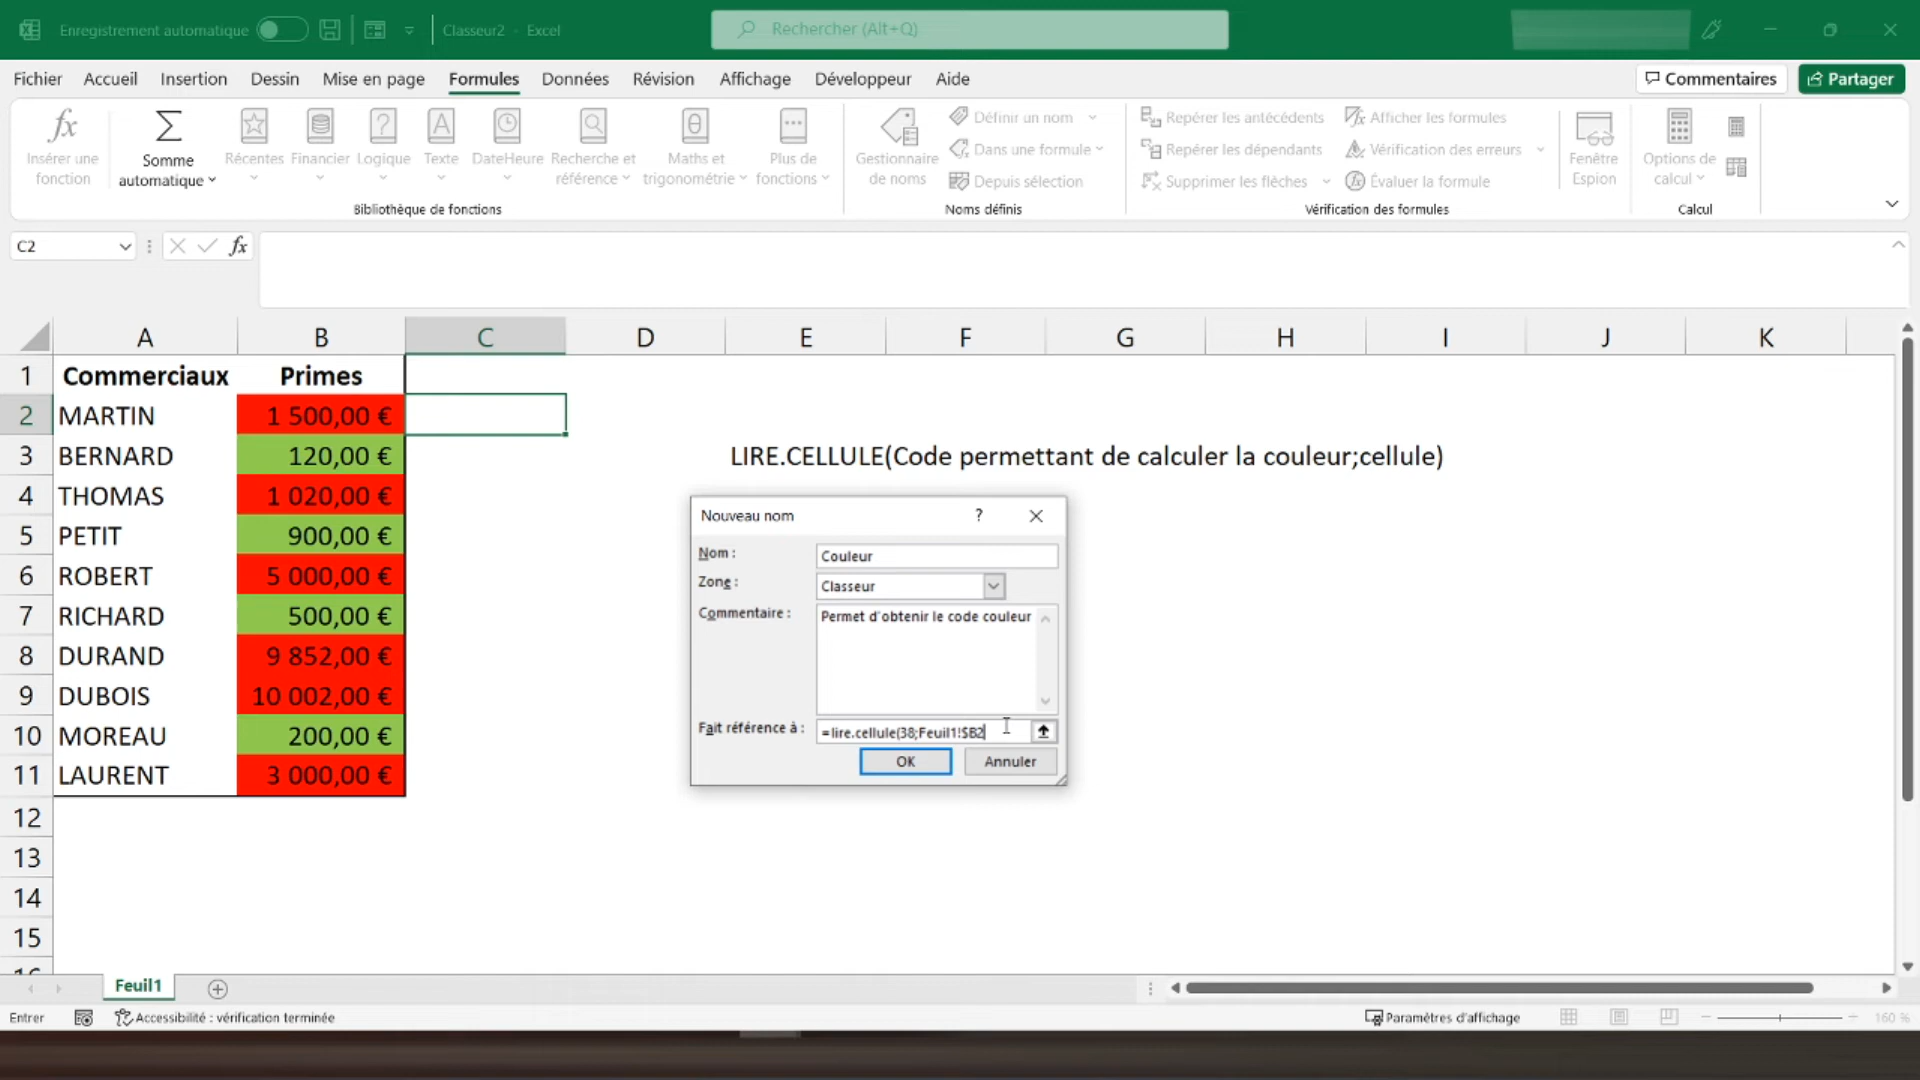 Enregistrement automatique
Classeur2 - Excel
Rechercher (Alt+Q)
Fichier Accueil Insertion Dessin Mise en page Formules Données Révision Affichage Développeur Aide
Commentaires
Partager
fx
Insérer une
fonction
Somme
automatique
Récentes
Financier
Logique
Texte
DateHeure
Recherche et
référence
Maths et
trigonométrie
Plus de
fonctions
Bibliothèque de fonctions
Gestionnaire
de noms
Définir un nom
Dans une formule
Depuis sélection
Noms définis
Repérer les antécédents
Repérer les dépendants
Supprimer les flèches
Afficher les formules
Vérification des erreurs
Évaluer la formule
Vérification des formules
Fenêtre
Espion
Options de
calcul
Calcul
C2
fx
A B C D E F G H I J K
1 Commerciaux Primes
2 MARTIN 1 500,00 €
3 BERNARD 120,00 € LIRE.CELLULE(Code permettant de calculer la couleur;cellule)
4 THOMAS 1 020,00 €
5 PETIT 900,00 €
6 ROBERT 5 000,00 €
7 RICHARD 500,00 €
8 DURAND 9 852,00 €
9 DUBOIS 10 002,00 €
10 MOREAU 200,00 €
11 LAURENT 3 000,00 €
12
13
14
15
16
Nouveau nom ?
Nom : Couleur
Zone : Classeur
Commentaire : Permet d'obtenir le code couleur
Fait référence à : =lire.cellule(38;Feuil1!$B2
OK Annuler
Feuil1
Entrer
Accessibilité : vérification terminée
Paramètres d'affichage
160 %